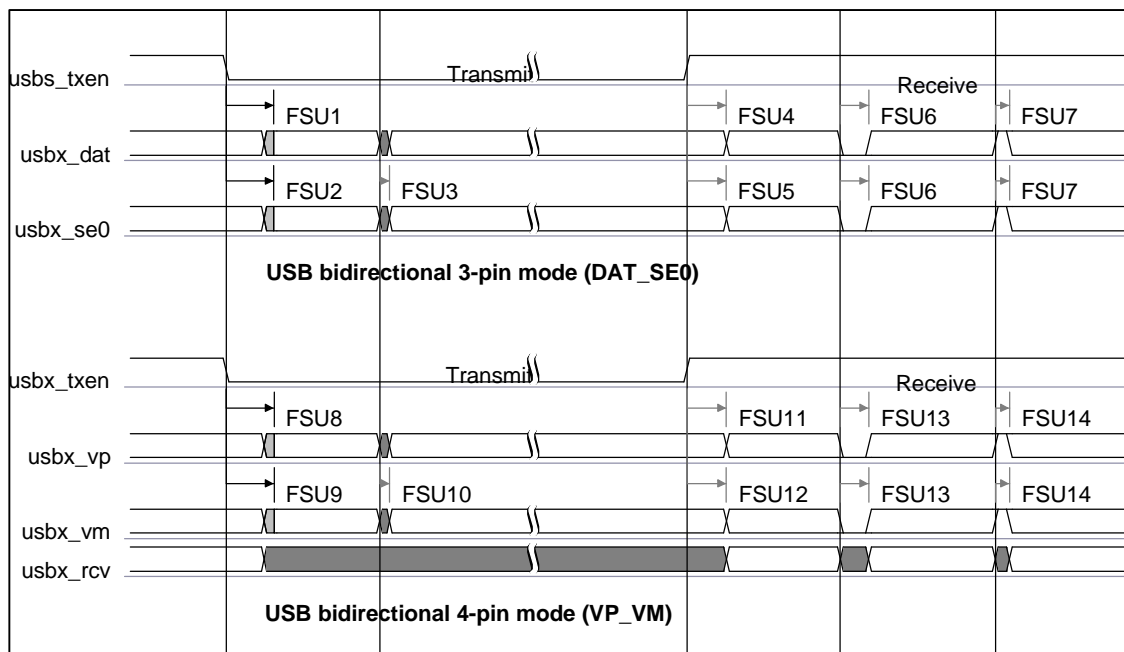 usbs_txen
Transmit
Receive
FSU1
FSU4
FSU6
FSU7
usbx_dat
FSU2
FSU3
FSU5
FSU6
FSU7
usbx_se0
USB bidirectional 3-pin mode (DAT_SE0)
usbx_txen
Transmit
Receive
FSU8
FSU11
FSU13
FSU14
usbx_vp
FSU9
FSU10
FSU12
FSU13
FSU14
usbx_vm
usbx_rcv
USB bidirectional 4-pin mode (VP_VM)